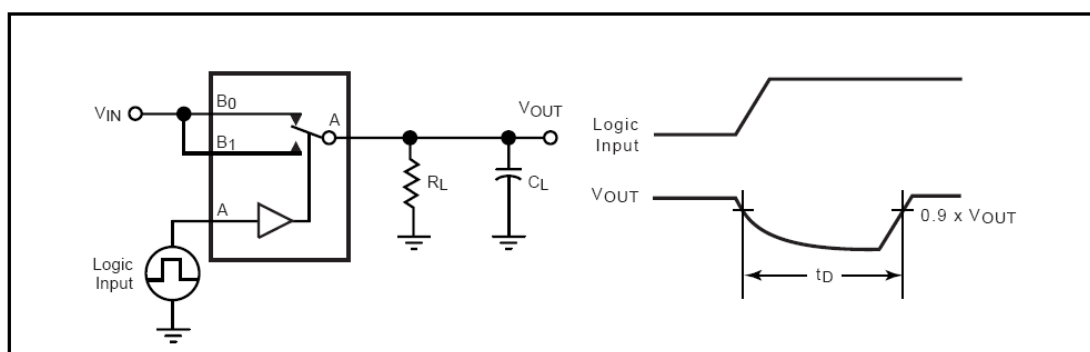 VIN
B0
B1
A
A
Logic
Input
VOUT
RL
CL
Logic
Input
VOUT
0.9 x VOUT
tD